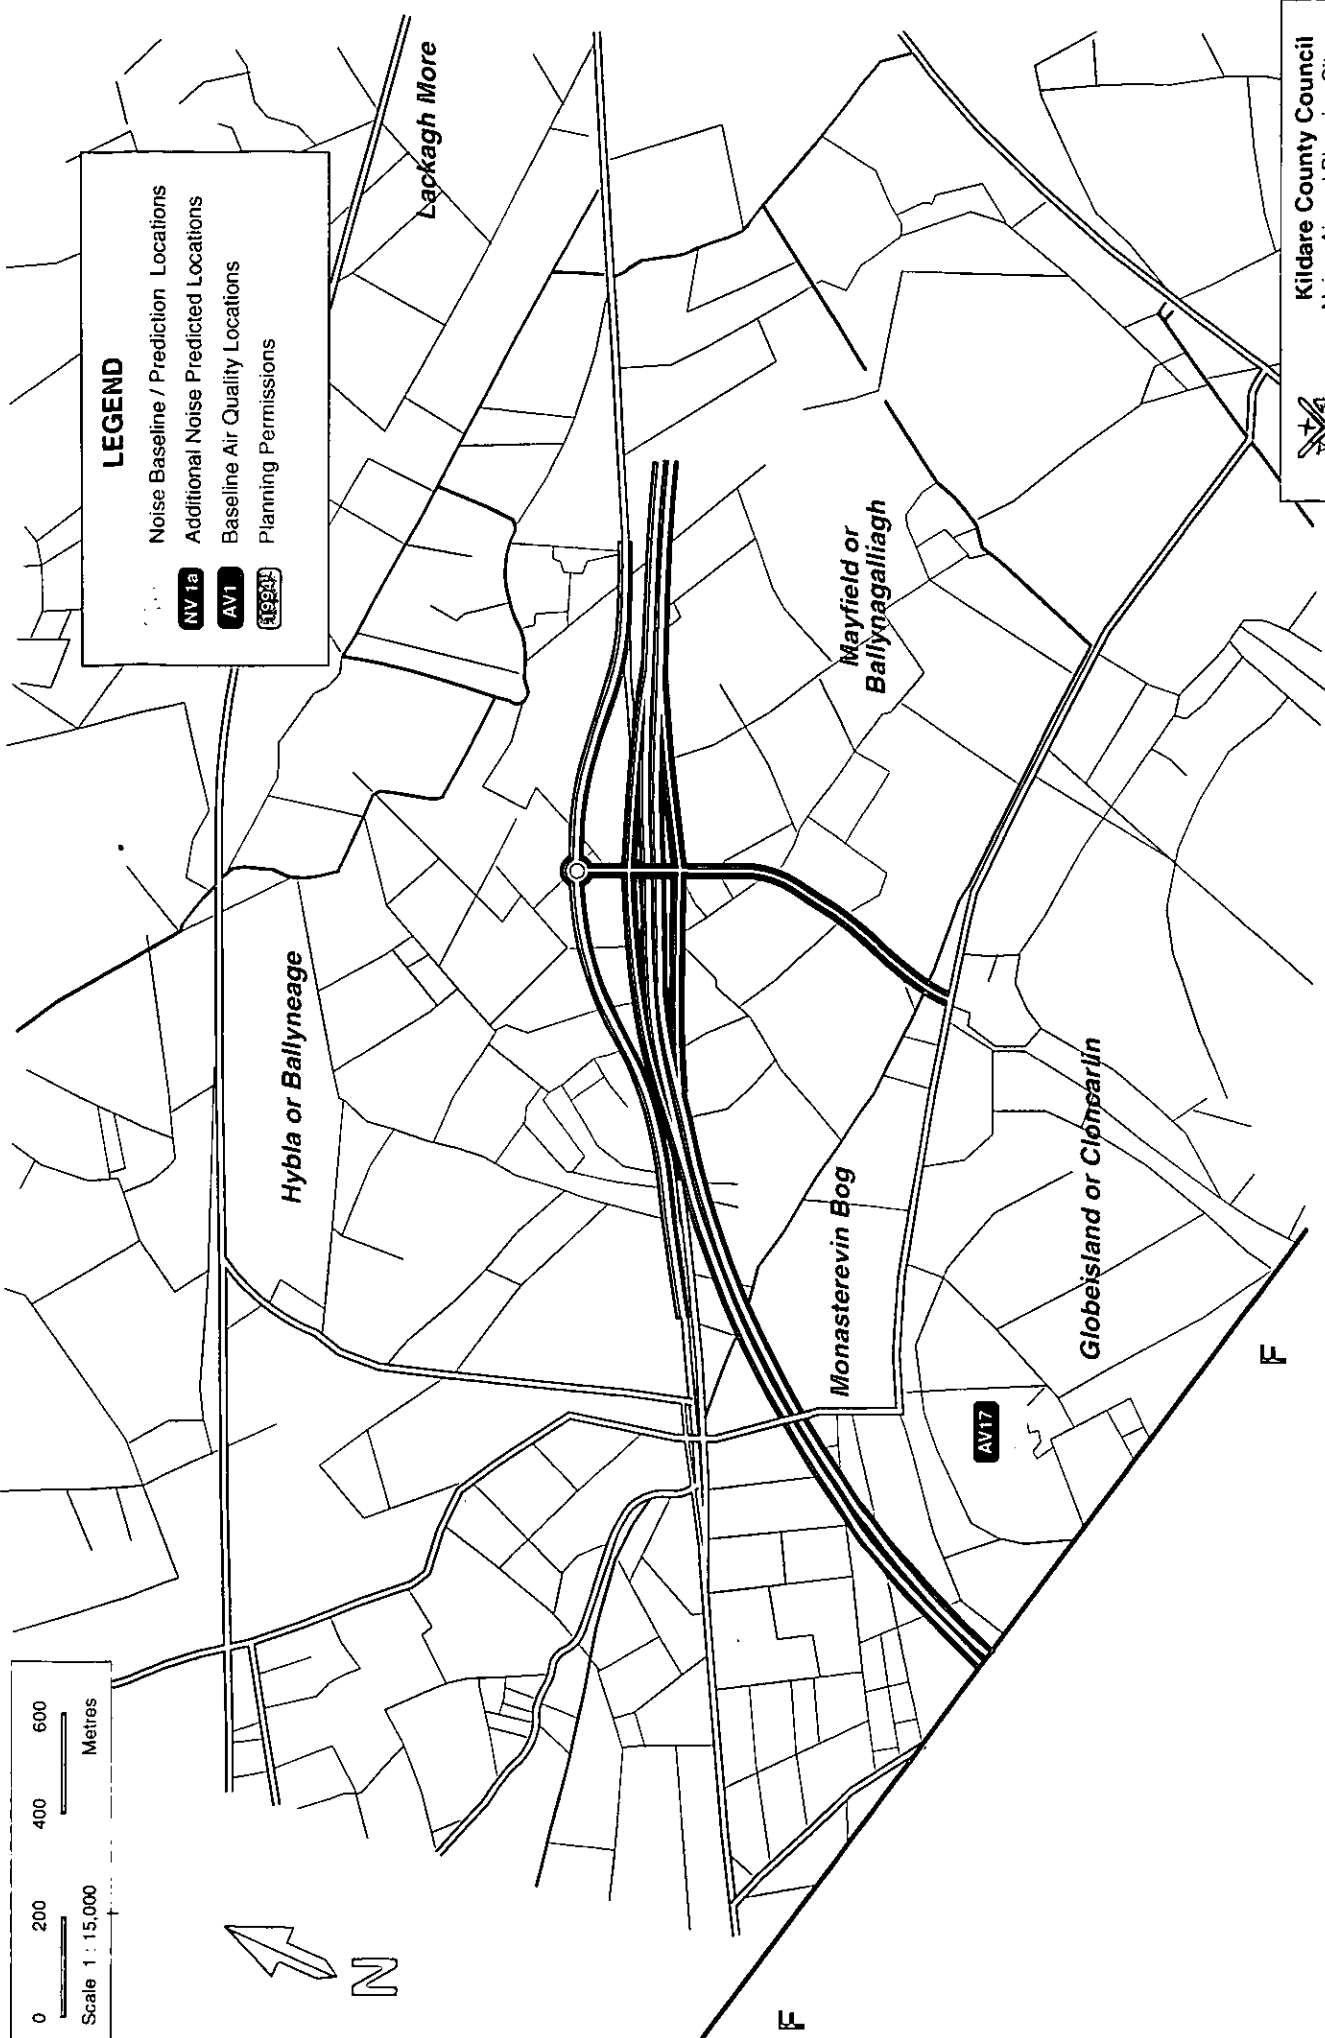 LEGEND
Noise Baseline / Prediction Locations
NV 1a
Additional Noise Predicted Locations
AV1
Baseline Air Quality Locations
Planning Permissions
Lackagh More
Hybla or Ballyneage
Mayfield or
Ballynagalliagh
Monasterevin Bog
Globeisland or Cloncarlin
AV17
F
F
N
0 200 400 600
Scale 1 : 15,000 Metres
Kildare County Council